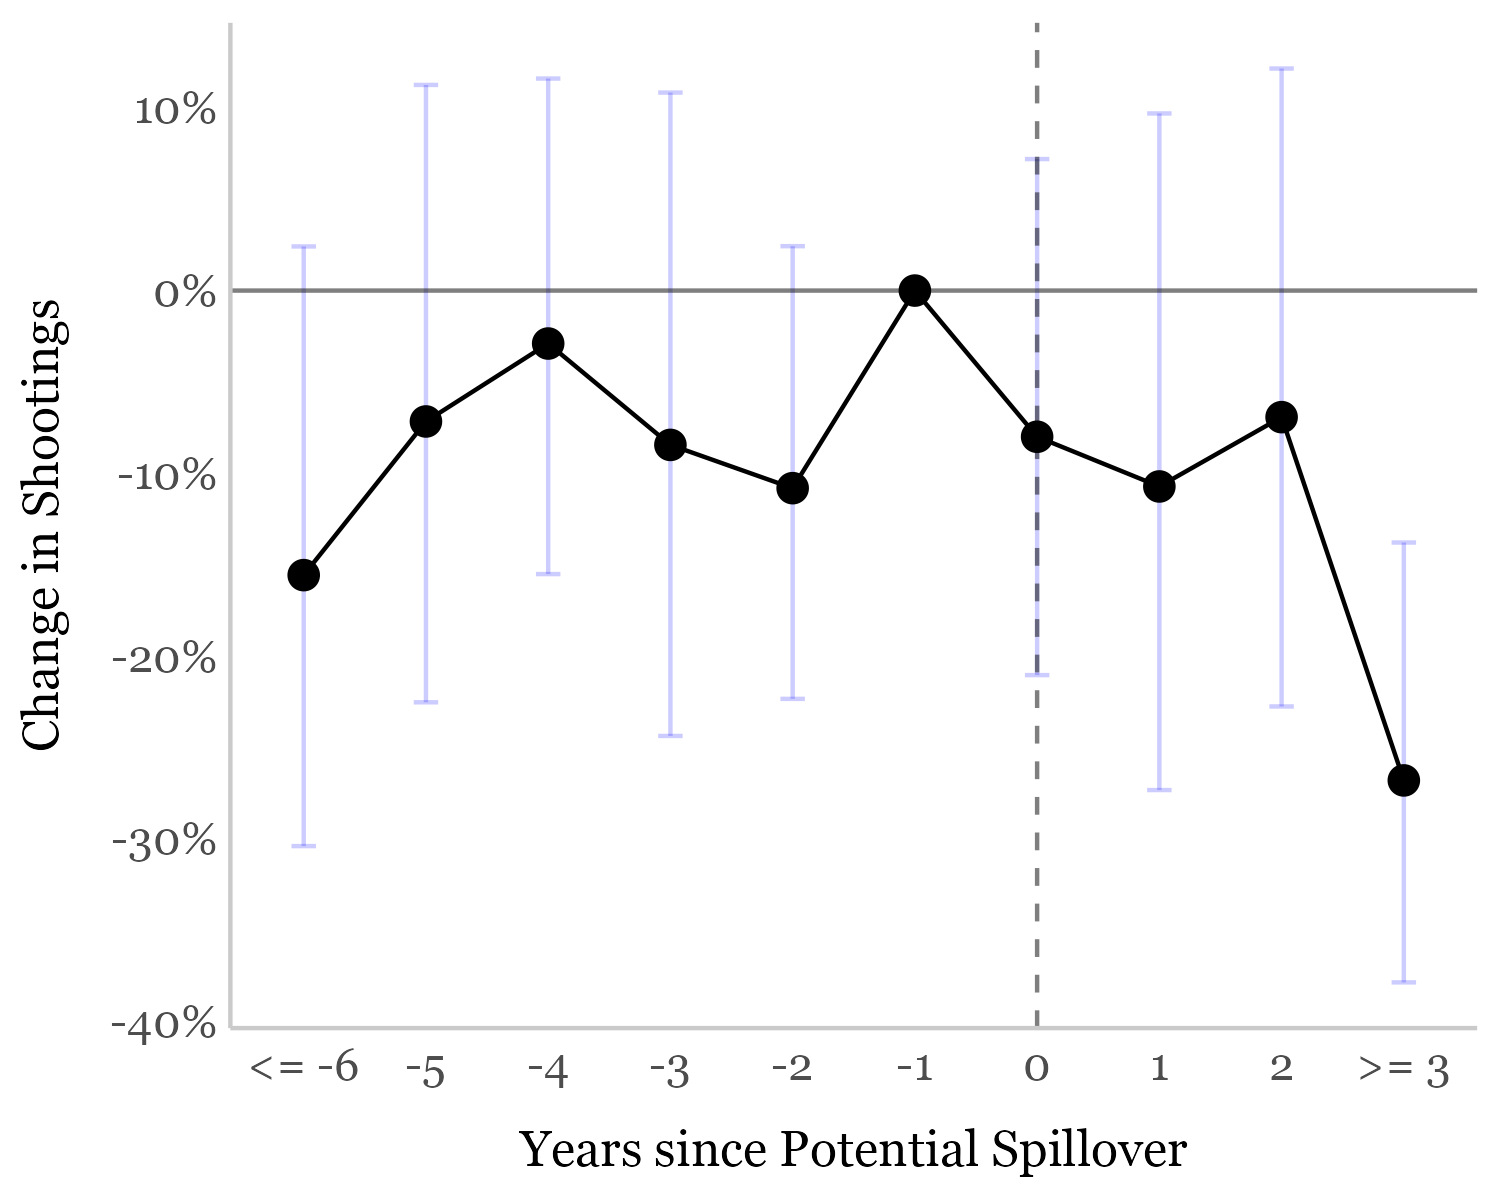 10%
0%
-10%
-20%
-30%
-40%
Change in Shootings
<= -6 -5 -4 -3 -2 -1 0 1 2 >= 3
Years since Potential Spillover